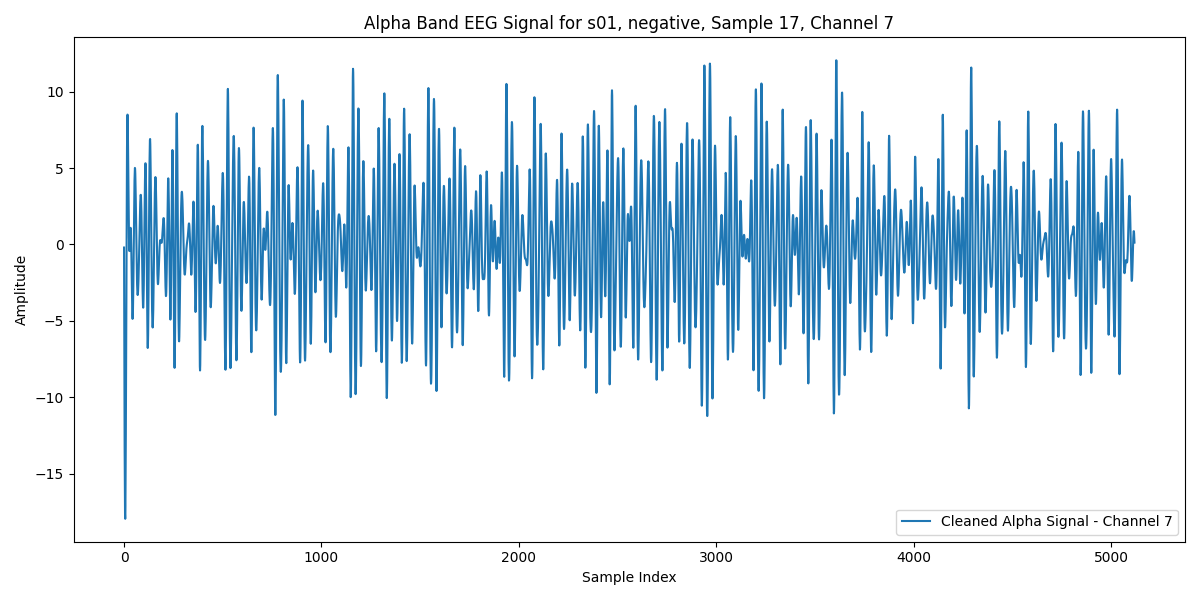 Alpha Band EEG Signal for s01, negative, Sample 17, Channel 7
Amplitude
10
5
0
−5
−10
−15
0 1000 2000 3000 4000 5000
Sample Index
Cleaned Alpha Signal - Channel 7